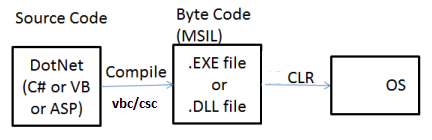 Source Code
Byte Code
(MSIL)
DotNet
(C# or VB
or ASP)
Compile
vbc/csc
.EXE file
or
.DLL file
CLR
OS